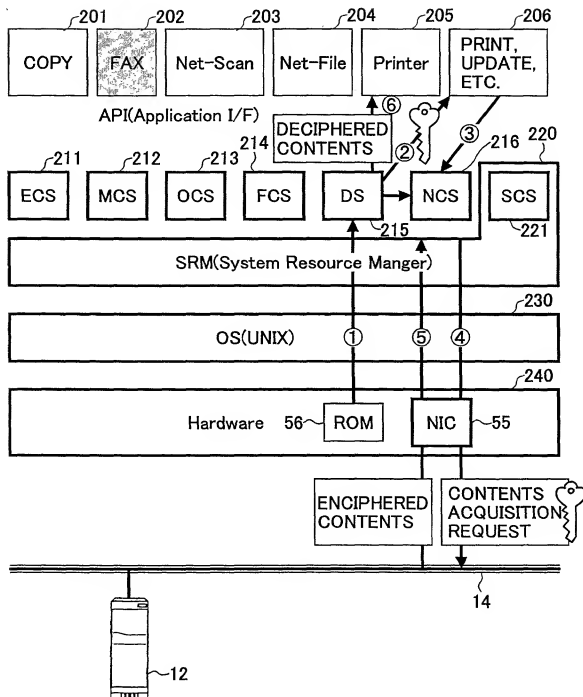 201 202 203 204 205 206
COPY
FAX
Net-Scan
Net-File
Printer
PRINT,
UPDATE,
ETC.
API(Application I/F)
DECIPHERED
CONTENTS
⑥
②
③
211 212 213 214 216 220
ECS
MCS
OCS
FCS
DS
NCS
SCS
215
221
SRM(System Resource Manger)
230
OS(UNIX)
① ⑤ ④
240
Hardware
56
ROM
NIC
55
ENCIPHERED
CONTENTS
CONTENTS
ACQUISITION
REQUEST
14
12